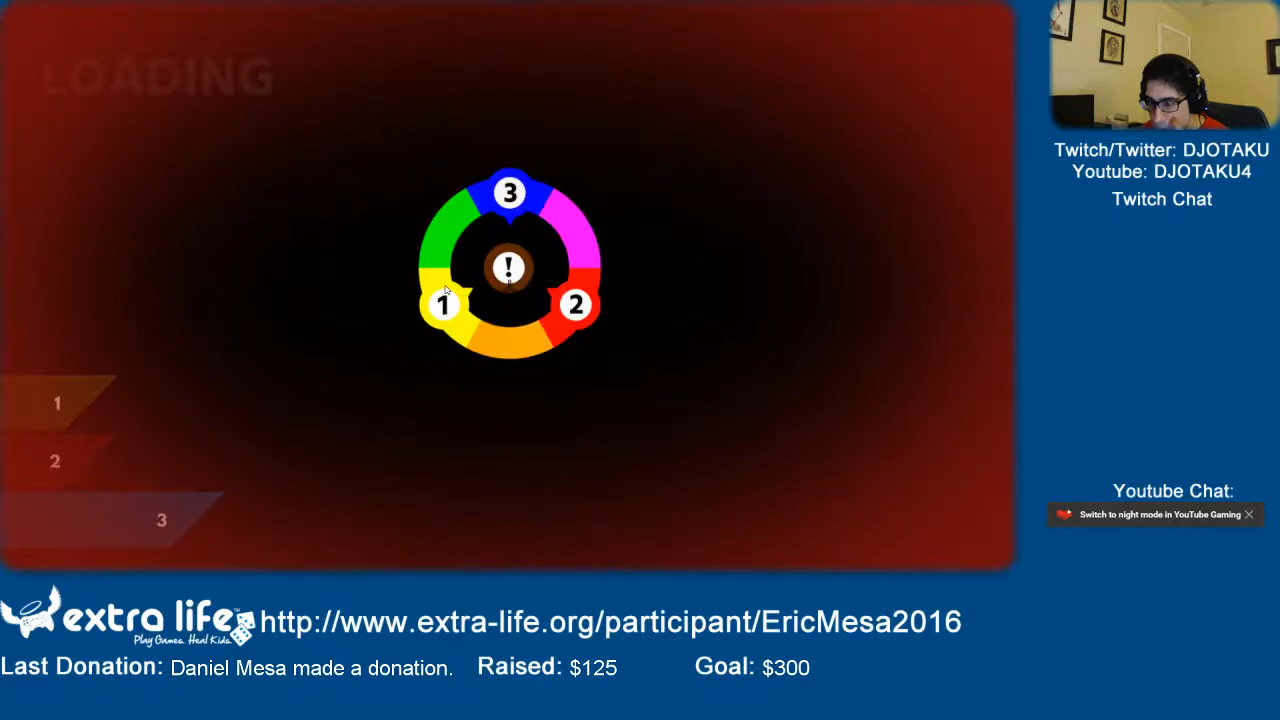 LOADING
3
!
1
2
1
2
3
Twitch/Twitter: DJOTAKU
Youtube: DJOTAKU4
Twitch Chat
Youtube Chat:
Switch to night mode in YouTube Gaming
extra life
Play Games. Heal Kids.
http://www.extra-life.org/participant/EricMesa2016
Last Donation: Daniel Mesa made a donation. Raised: $125 Goal: $300